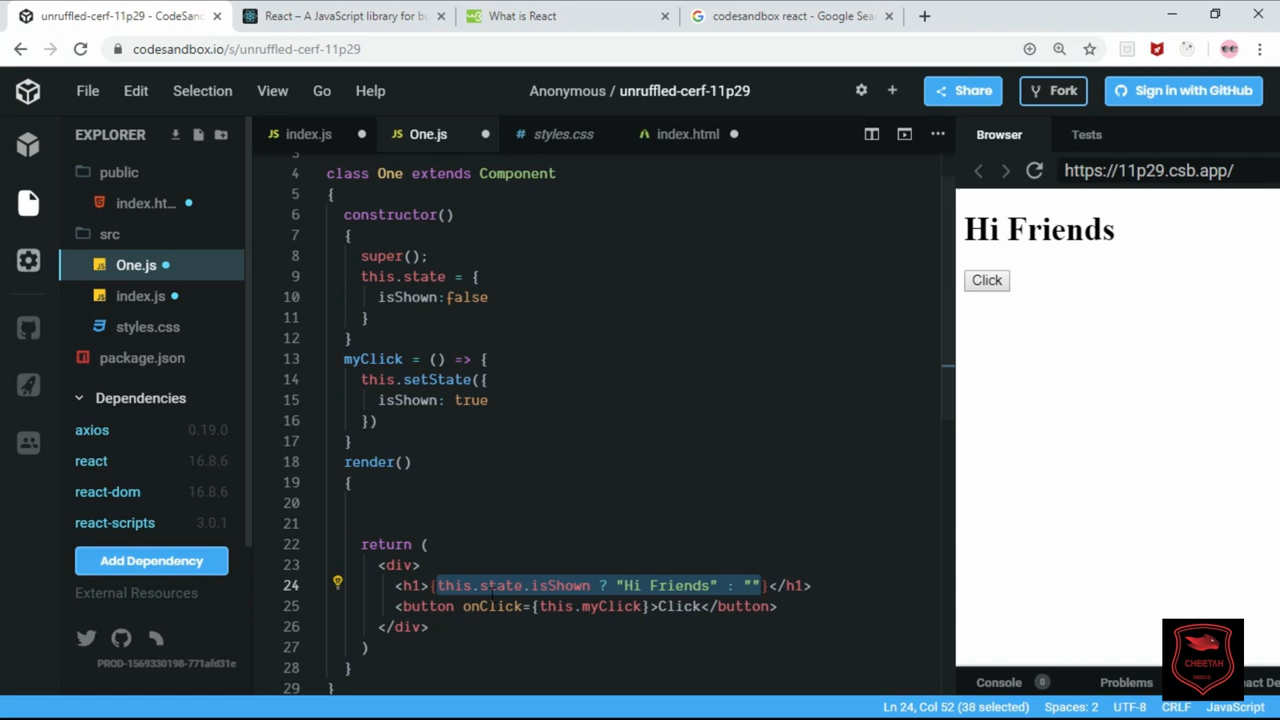 unruffled-cerf-11p29 - CodeSan
React – A JavaScript library for bu
What is React
codesandbox react - Google Sea
codesandbox.io/s/unruffled-cerf-11p29
File Edit Selection View Go Help
Anonymous / unruffled-cerf-11p29
Share
Fork
Sign in with GitHub
EXPLORER
public
index.ht...
src
One.js
index.js
styles.css
package.json
Dependencies
axios 0.19.0
react 16.8.6
react-dom 16.8.6
react-scripts 3.0.1
Add Dependency
External Resources
PROD-1569330198-771afd31e
index.js One.js styles.css index.html
3
4 class One extends Component
5 {
6 constructor()
7 {
8 super();
9 this.state = {
10 isShown:false
11 }
12 }
13 myClick = () => {
14 this.setState({
15 isShown: true
16 })
17 }
18 render()
19 {
20
21
22 return (
23 <div>
24 <h1>{this.state.isShown ? "Hi Friends" : ""}</h1>
25 <button onClick={this.myClick}>Click</button>
26 </div>
27 )
28 }
29 }
Browser Tests
https://11p29.csb.app/
Hi Friends
Click
CHEETAH
Console 0 Problems React De
Ln 24, Col 52 (38 selected) Spaces: 2 UTF-8 CRLF JavaScript